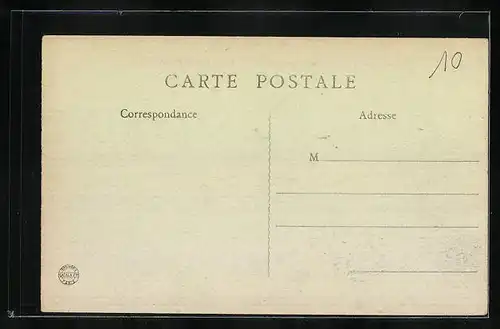 10
CARTE POSTALE
Correspondance
Adresse
M